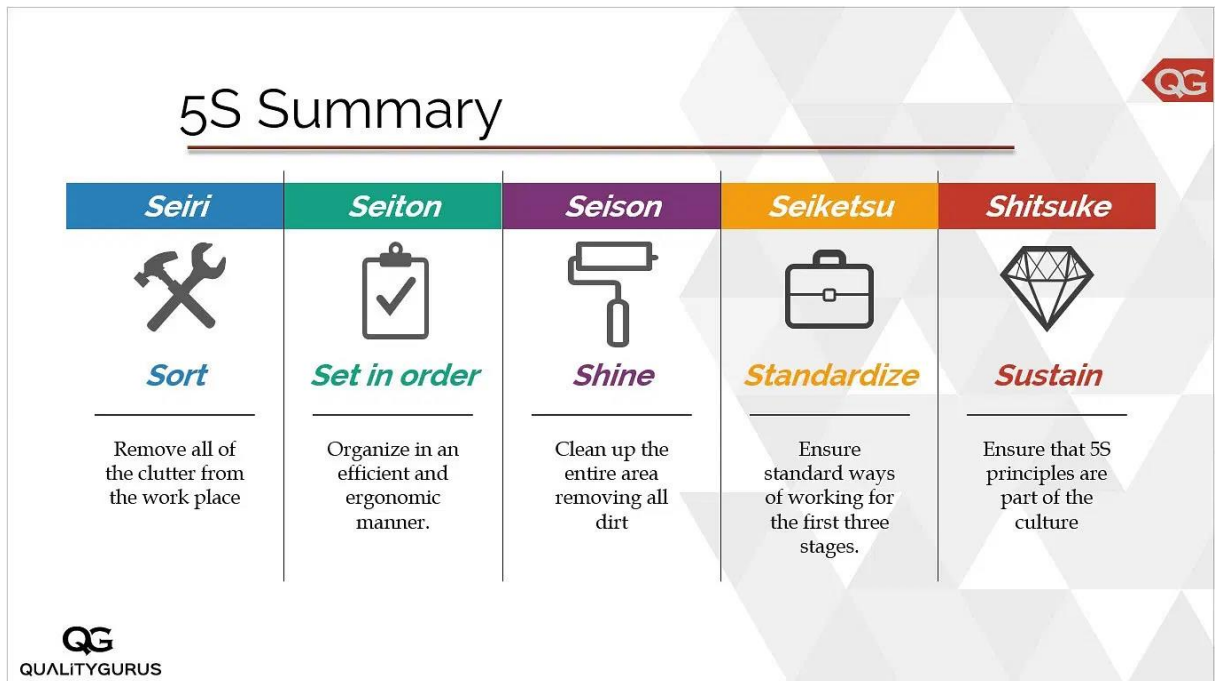 QG
5S Summary
Seiri
Seiton
Seison
Seiketsu
Shitsuke
Sort
Set in order
Shine
Standardize
Sustain
Remove all of
the clutter from
the work place
Organize in an
efficient and
ergonomic
manner.
Clean up the
entire area
removing all
dirt
Ensure
standard ways
of working for
the first three
stages.
Ensure that 5S
principles are
part of the
culture
QG
QUALiTYGURUS